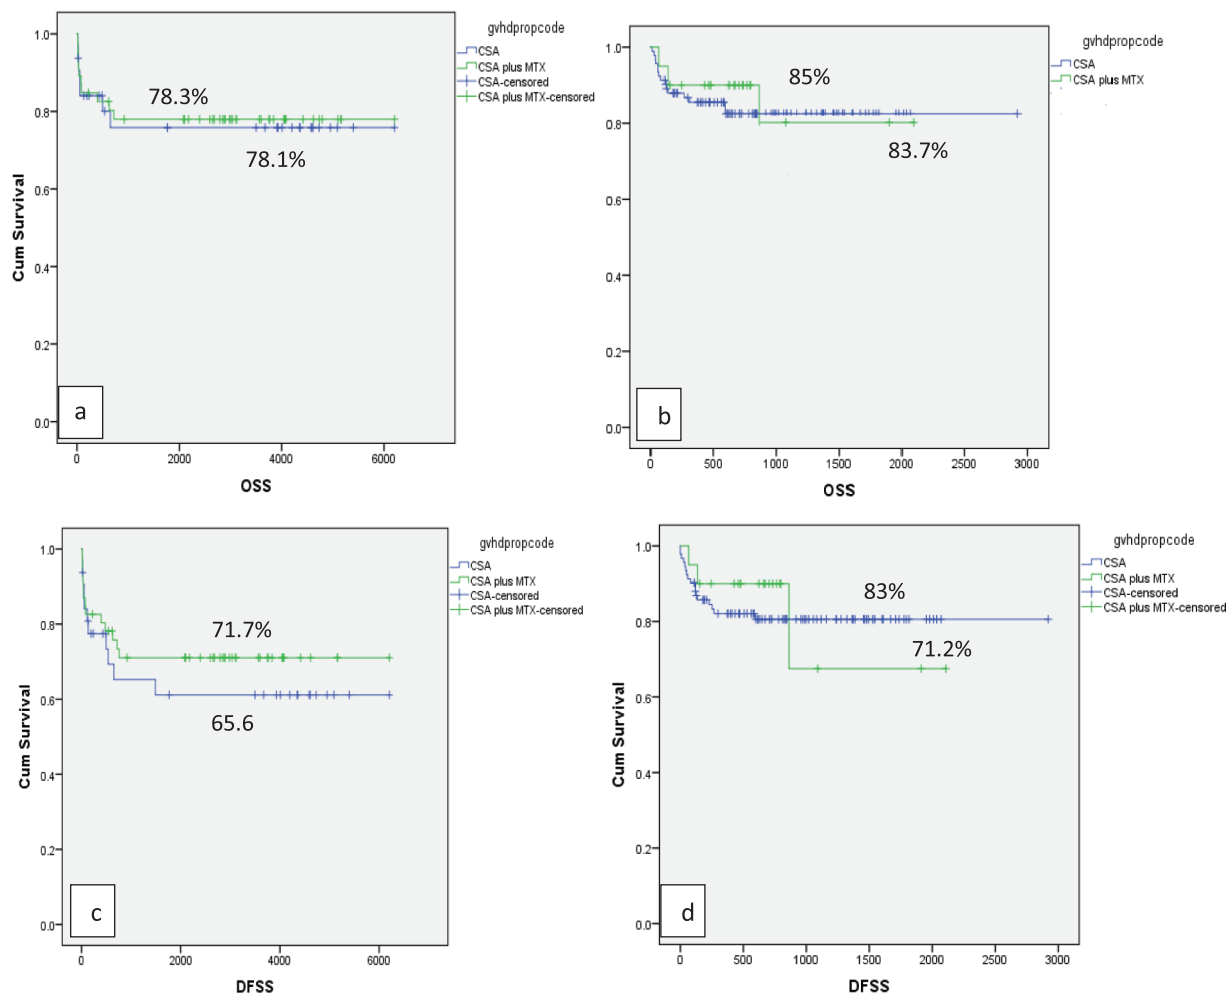 gvhdpropcode
CSA
CSA plus MTX
CSA-censored
CSA plus MTX-censored
1.0
0.8
0.6
0.4
0.2
0.0
Cum Survival
78.3%
78.1%
a
0
2000
4000
6000
OSS
gvhdpropcode
CSA
CSA plus MTX
1.0
0.8
0.6
0.4
0.2
0.0
85%
83.7%
b
0
500
1000
1500
2000
2500
3000
OSS
gvhdpropcode
CSA
CSA plus MTX
CSA-censored
CSA plus MTX-censored
1.0
0.8
0.6
0.4
0.2
0.0
Cum Survival
71.7%
65.6
c
0
2000
4000
6000
DFSS
gvhdpropcode
CSA
CSA plus MTX
CSA-censored
CSA plus MTX-censored
1.0
0.8
0.6
0.4
0.2
0.0
Cum Survival
83%
71.2%
d
0
500
1000
1500
2000
2500
3000
DFSS